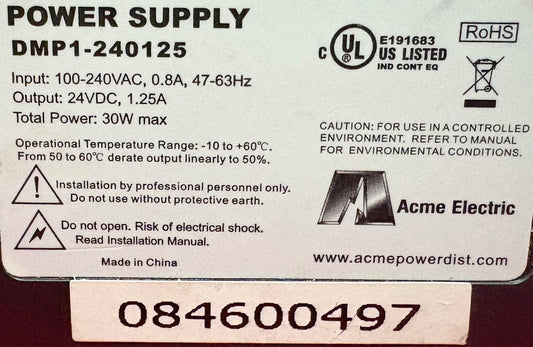 POWER SUPPLY
DMP1-240125
Input: 100-240VAC, 0.8A, 47-63Hz
Output: 24VDC, 1.25A
Total Power: 30W max
Operational Temperature Range: -10 to +60℃.
From 50 to 60℃ derate output linearly to 50%.
Installation by professional personnel only.
Do not use without protective earth.
Do not open. Risk of electrical shock.
Read Installation Manual.
Made in China
C UL E191683
US LISTED
IND CONT EQ
RoHS
CAUTION: FOR USE IN A CONTROLLED
ENVIRONMENT. REFER TO MANUAL
FOR ENVIRONMENTAL CONDITIONS.
Acme Electric
www.acmepowerdist.com
084600497